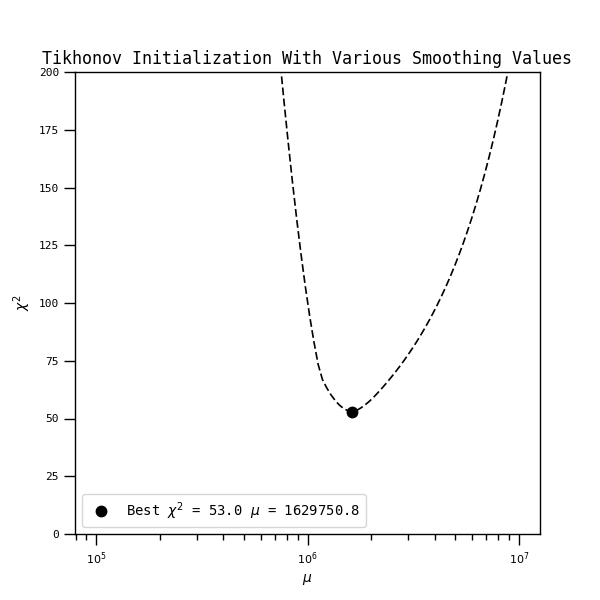 Tikhonov Initialization With Various Smoothing Values
200
175
150
125
100
75
50
25
0
χ²
Best χ² = 53.0 μ = 1629750.8
10⁵ 10⁶ 10⁷
μ